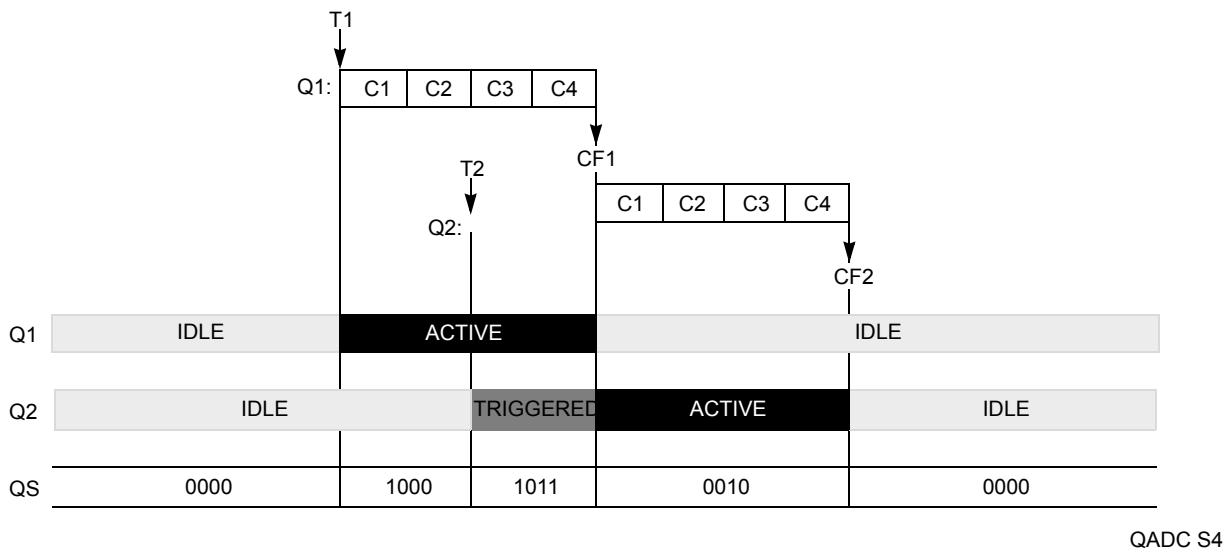 T1
Q1: C1 C2 C3 C4
CF1
T2
C1 C2 C3 C4
Q2:
CF2
Q1 IDLE ACTIVE IDLE
Q2 IDLE TRIGGERED ACTIVE IDLE
QS 0000 1000 1011 0010 0000
QADC S4